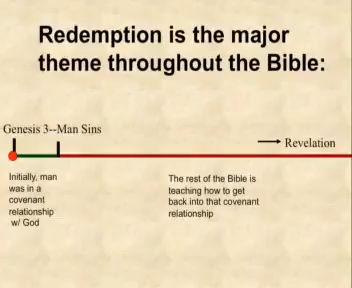 Redemption is the major
theme throughout the Bible:
Genesis 3--Man Sins
Revelation
Initially, man
was in a
covenant
relationship
w/ God
The rest of the Bible is
teaching how to get
back into that covenant
relationship